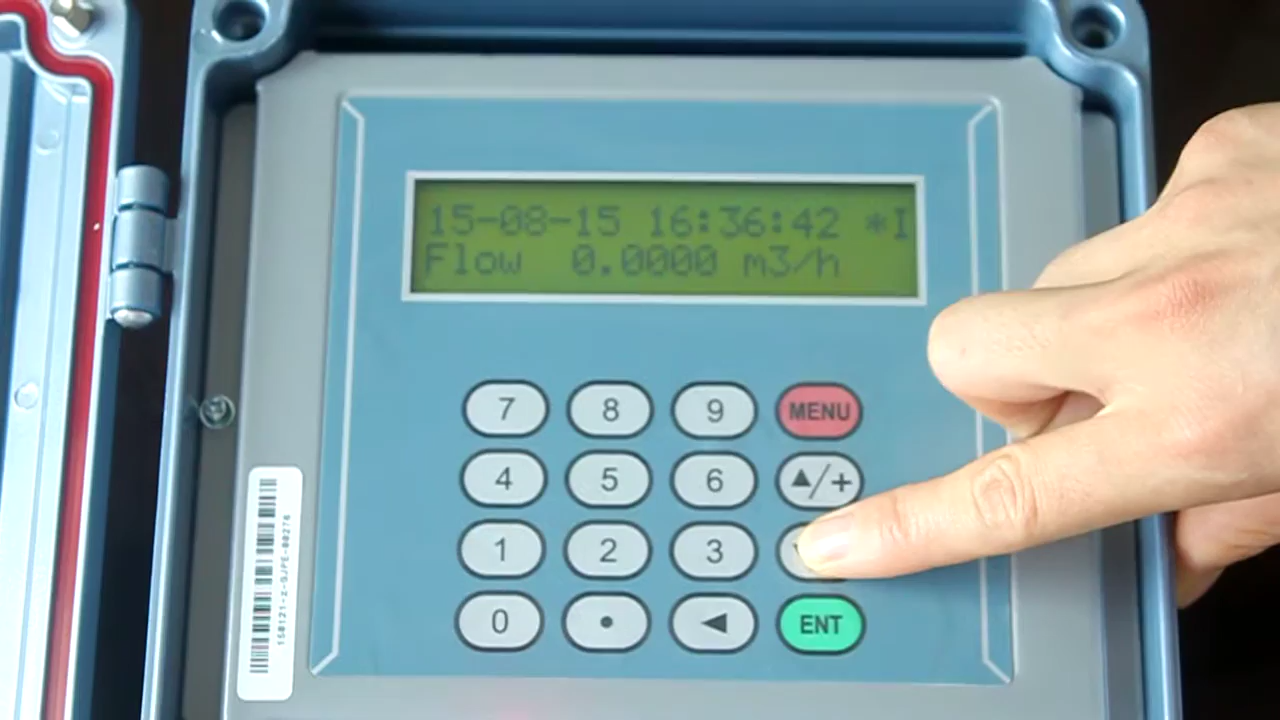 15-08-15 16:36:42 *I
Flow 0.0000 m3/h
7 8 9 MENU
4 5 6 ▲/+
1 2 3
0 • ◀ ENT